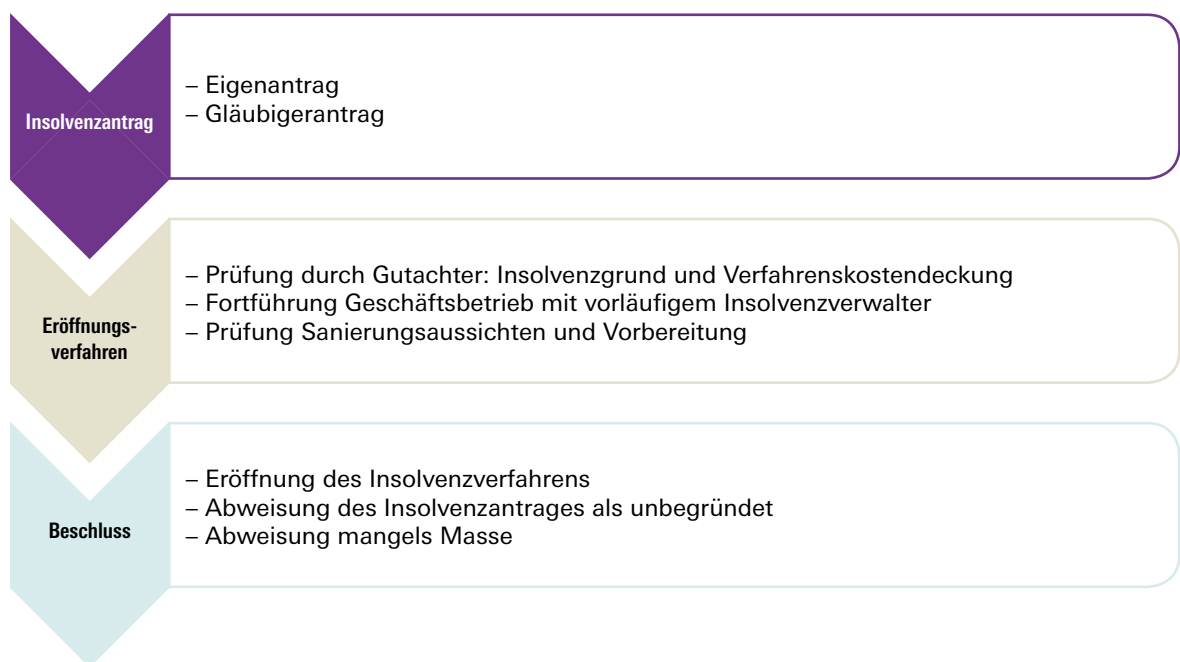 Insolvenzantrag
– Eigenantrag
– Gläubigerantrag
Eröffnungs-
verfahren
– Prüfung durch Gutachter: Insolvenzgrund und Verfahrenskostendeckung
– Fortführung Geschäftsbetrieb mit vorläufigem Insolvenzverwalter
– Prüfung Sanierungsaussichten und Vorbereitung
Beschluss
– Eröffnung des Insolvenzverfahrens
– Abweisung des Insolvenzantrages als unbegründet
– Abweisung mangels Masse